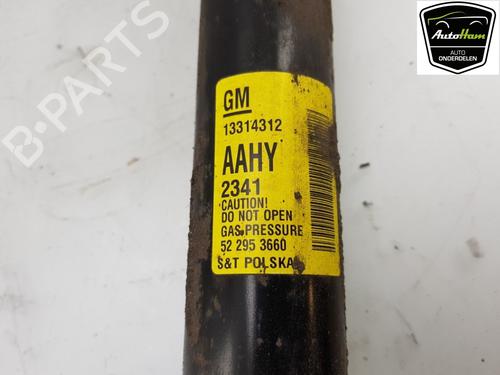 GM
13314312
AAHY
2341
CAUTION!
DO NOT OPEN
GAS PRESSURE
52 295 3660
S&T POLSKA
B-PARTS
AutoHam
AUTO
ONDERDELEN